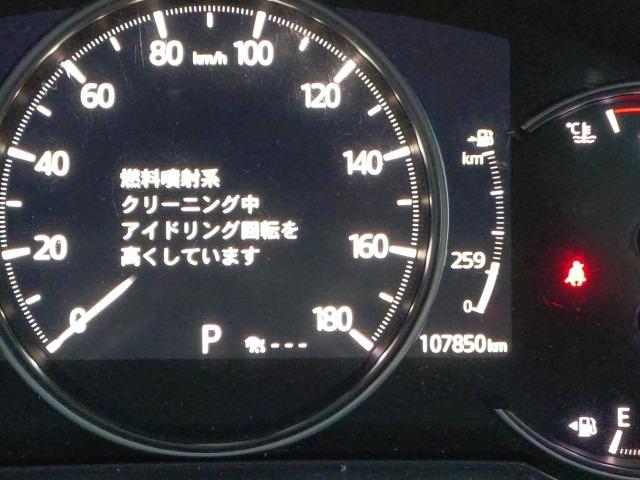 80 km/h 100
60
120
40
140
燃料噴射系
クリーニング中
アイドリング回転を
高くしています
20
160
0
180
P
---
km
259
0
107850km
℃
E